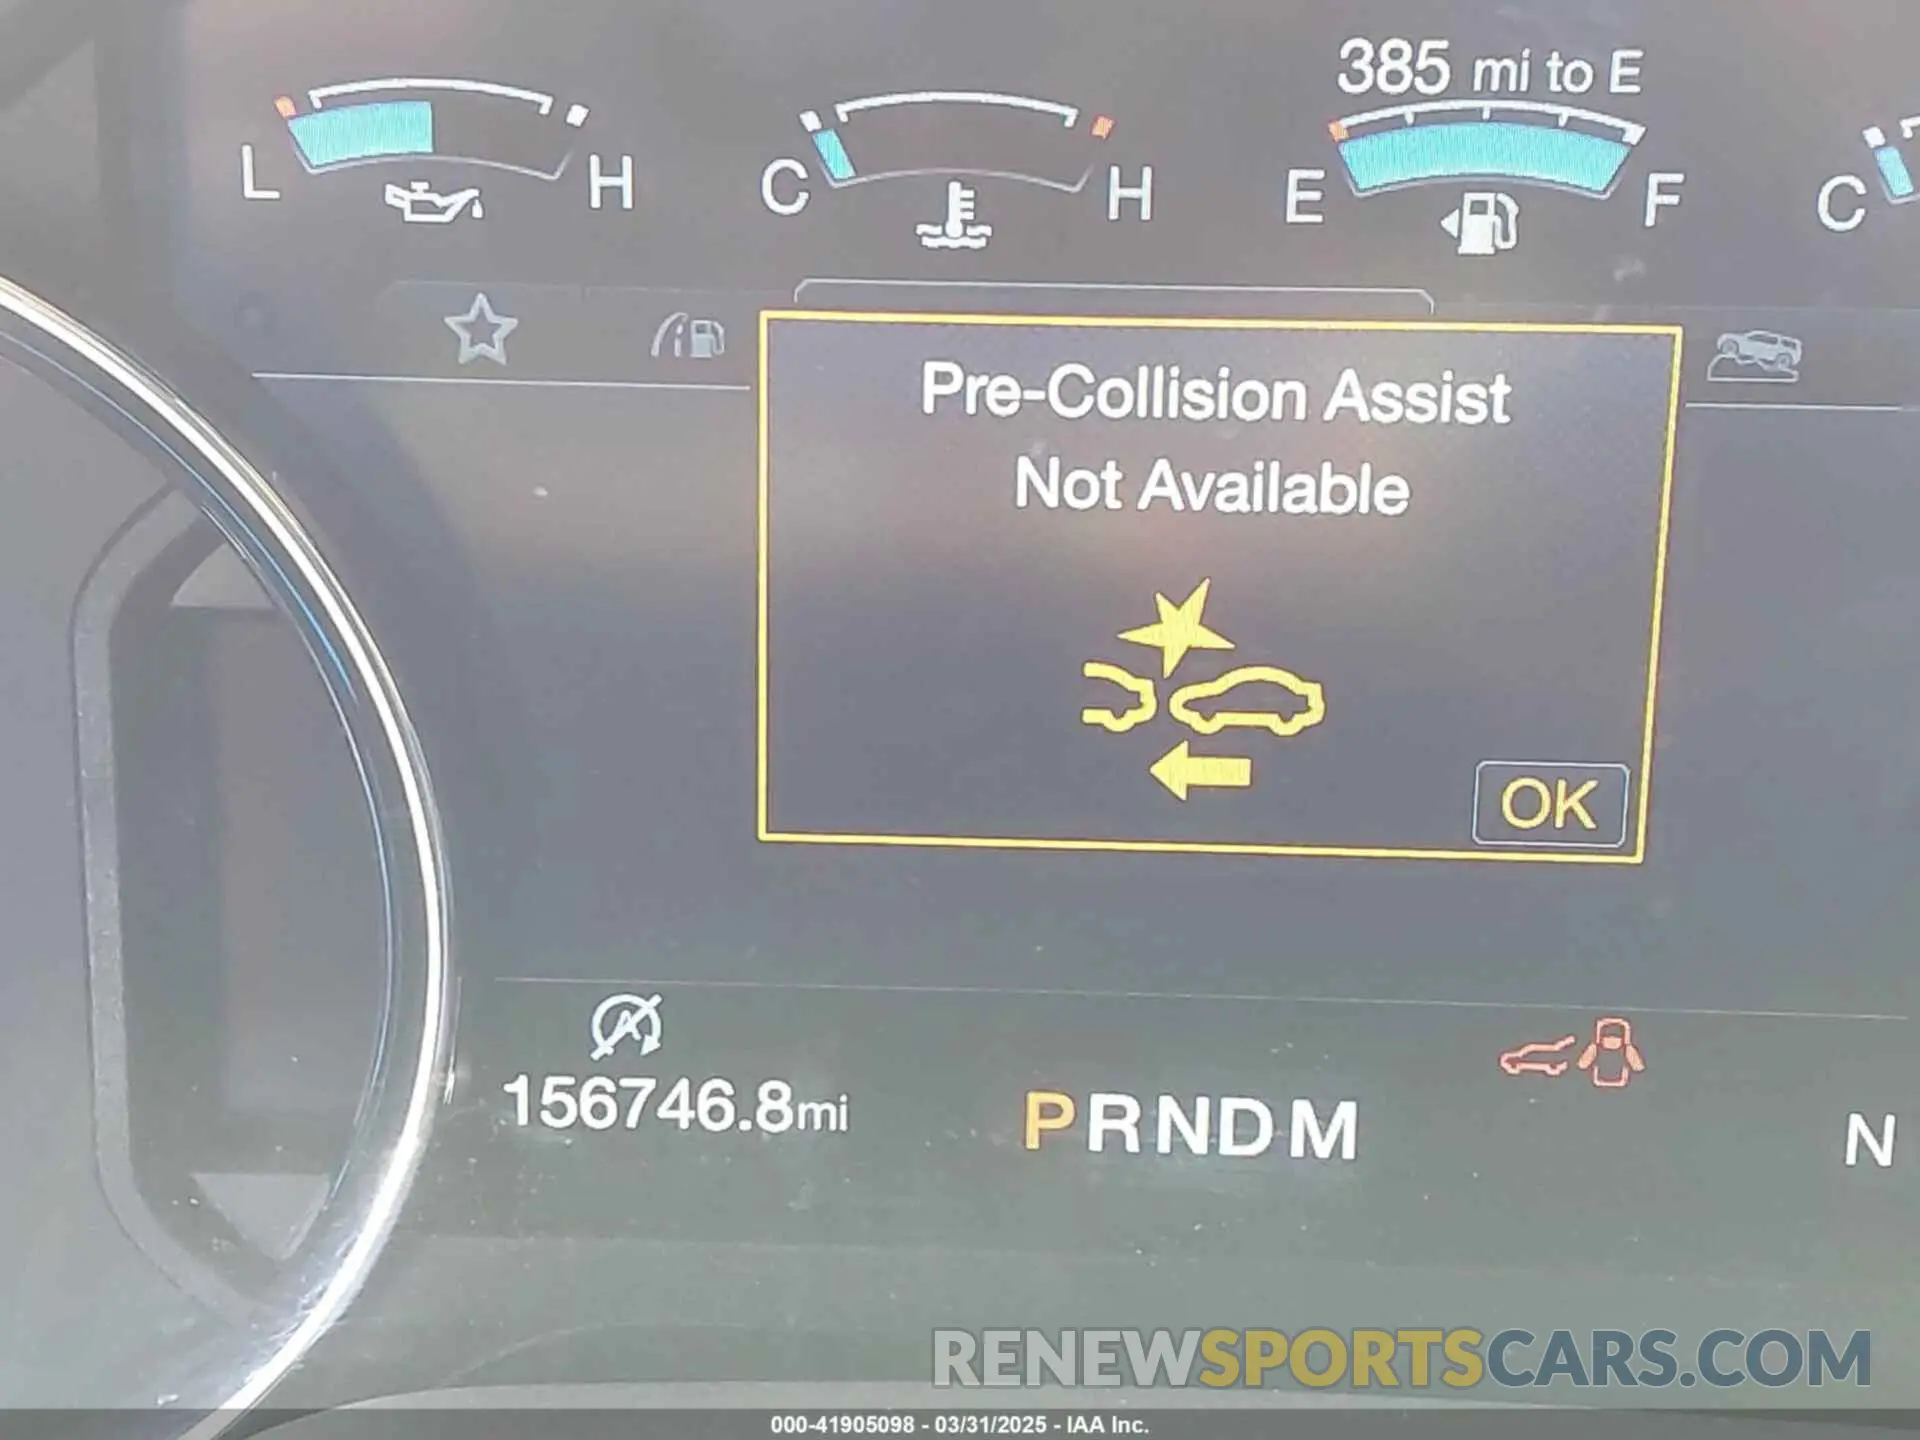 385 mi to E
L H C H E F C
Pre-Collision Assist
Not Available
OK
A
156746.8mi
PRNDM
N
RENEWSPORTSCARS.COM
000-41905098 - 03/31/2025 - IAA Inc.